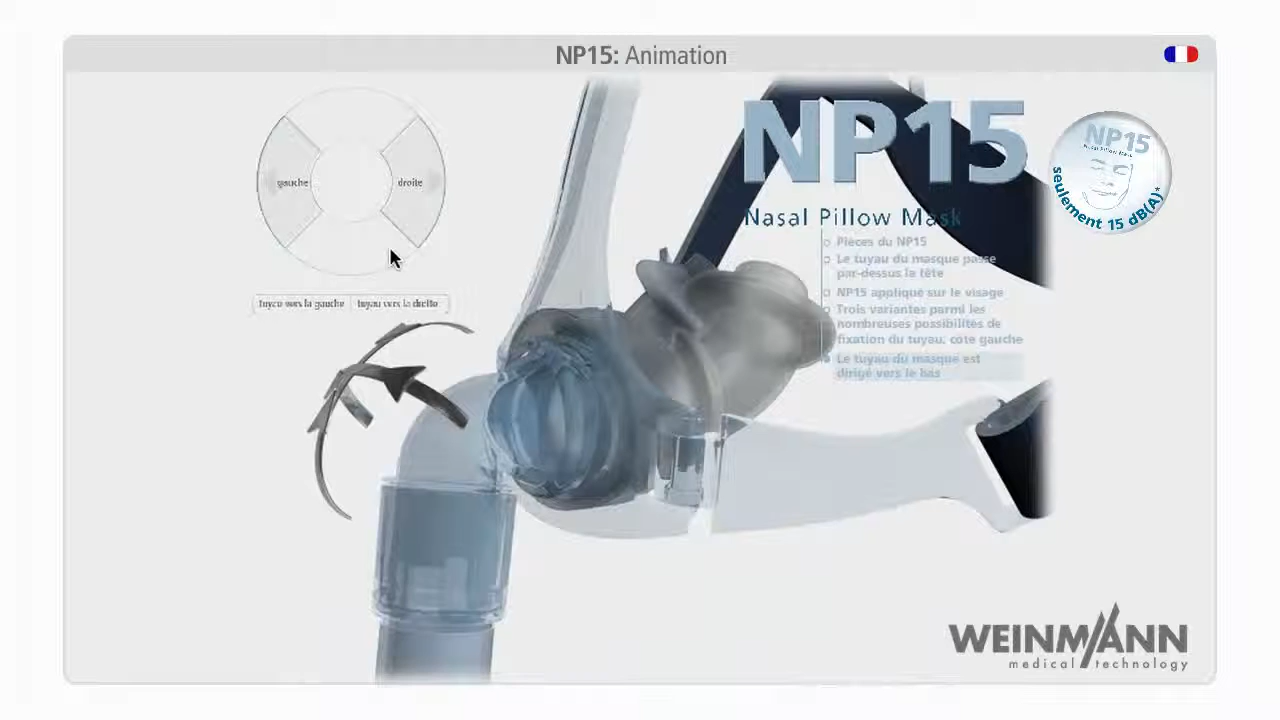 NP15: Animation
gauche
droite
tuyau vers la gauche
tuyau vers la droite
NP15
Nasal Pillow Mask
Pièces du NP15
Le tuyau du masque passe
par-dessus la tête
NP15 appliqué sur le visage
Trois variantes parmi les
nombreuses possibilités de
fixation du tuyau, côté gauche
Le tuyau du masque est
dirigé vers le bas
NP15
Nasal Pillow Mask
seulement 15 dB(A)*
WEINMANN
medical technology